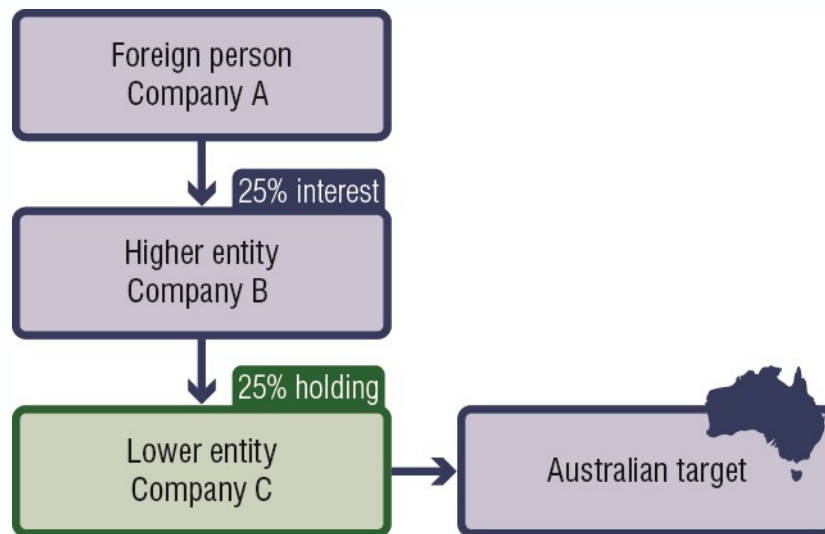 Foreign person
Company A
25% interest
Higher entity
Company B
25% holding
Lower entity
Company C
Australian target